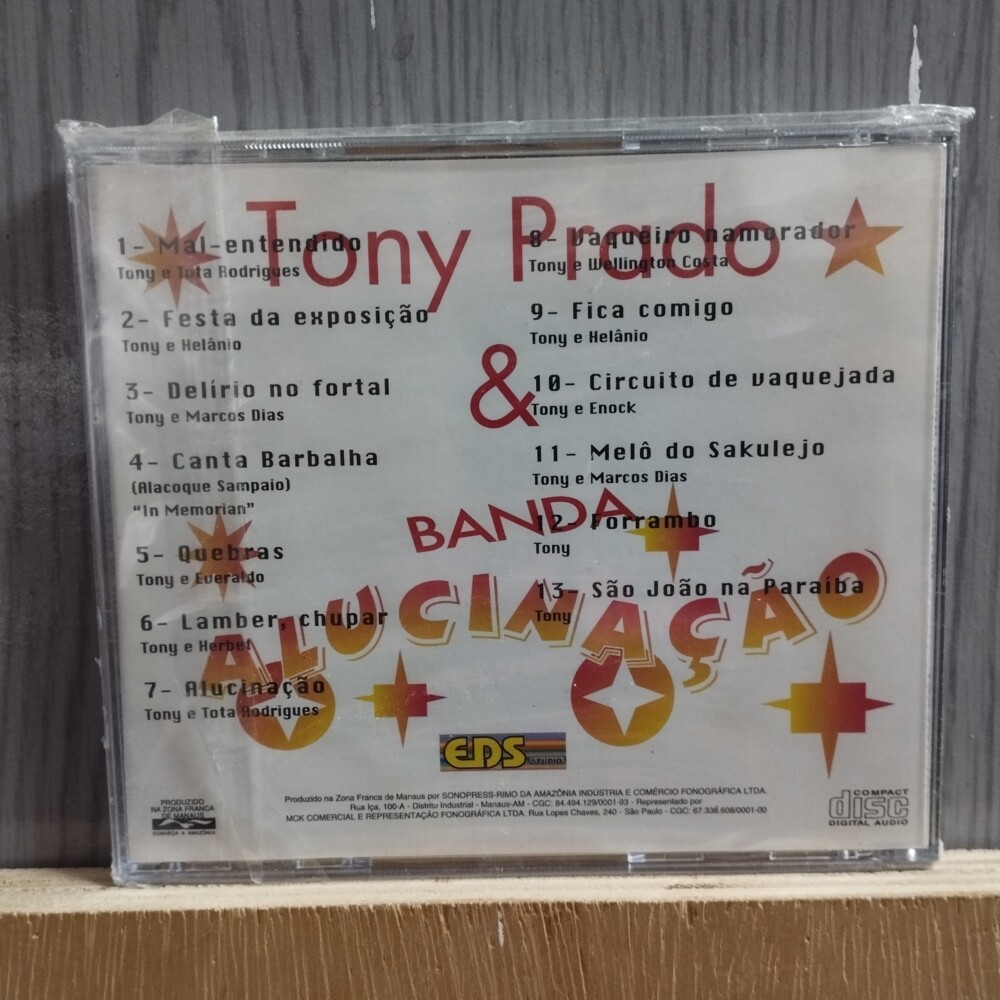 Tony Prado
&
BANDA
ALUCINAÇÃO
1- Mal-entendido
Tony e Tota Rodrigues
2- Festa da exposição
Tony e Helânio
3- Delírio no fortal
Tony e Marcos Dias
4- Canta Barbalha
(Alacoque Sampaio)
"In Memorian"
5- Quebras
Tony e Everaldo
6- Lamber, chupar
Tony e Herbet
7- Alucinação
Tony e Tota Rodrigues
8- Vaqueiro namorador
Tony e Wellington Costa
9- Fica comigo
Tony e Helânio
10- Circuito de vaquejada
Tony e Enock
11- Melô do Sakulejo
Tony e Marcos Dias
12- Forrambo
Tony
13- São João nã Paraíba
Tony
EDS
STUDIO
PRODUZIDO
NA ZONA FRANCA
DE MANAUS
CONHEÇA A AMAZÔNIA
Produzido na Zona Franca de Manaus por SONOPRESS-RIMO DA AMAZÔNIA INDÚSTRIA E COMÉRCIO FONOGRÁFICA LTDA.
Rua Iça, 100-A - Distrito Industrial - Manaus-AM - CGC: 84.494.129/0001-93 - Representado por
MCK COMERCIAL E REPRESENTAÇÃO FONOGRÁFICA LTDA. Rua Lopes Chaves, 240 - São Paulo - CGC: 67.338.608/0001-00
COMPACT
disc
DIGITAL AUDIO